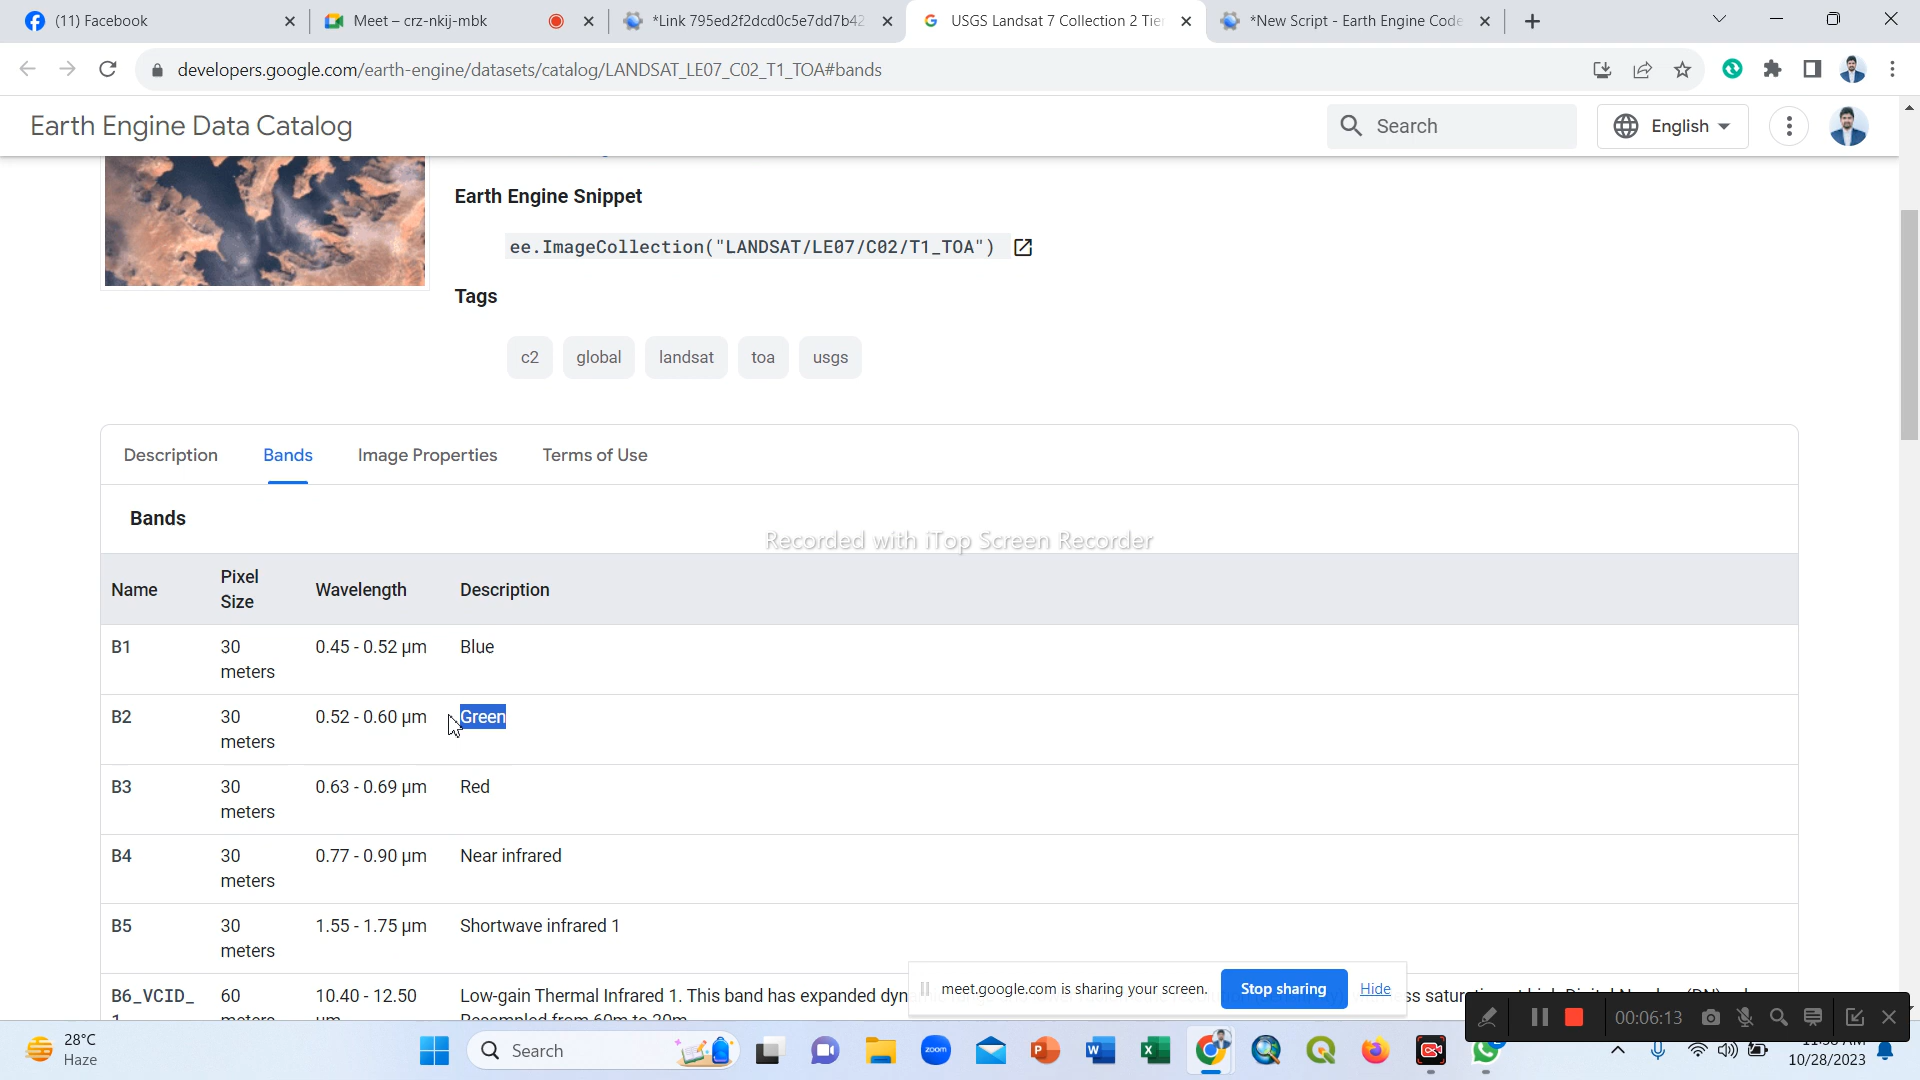 (11) Facebook
Meet – crz-nkij-mbk
*Link 795ed2f2dcd0c5e7dd7b42
USGS Landsat 7 Collection 2 Tie
*New Script - Earth Engine Code
developers.google.com/earth-engine/datasets/catalog/LANDSAT_LE07_C02_T1_TOA#bands
Earth Engine Data Catalog
Search
English
Earth Engine Snippet
ee.ImageCollection("LANDSAT/LE07/C02/T1_TOA")
Tags
c2 global landsat toa usgs
Description Bands Image Properties Terms of Use
Bands
Recorded with iTop Screen Recorder
Name Pixel Size Wavelength Description
B1 30 meters 0.45 - 0.52 μm Blue
B2 30 meters 0.52 - 0.60 μm Green
B3 30 meters 0.63 - 0.69 μm Red
B4 30 meters 0.77 - 0.90 μm Near infrared
B5 30 meters 1.55 - 1.75 μm Shortwave infrared 1
B6_VCID_ 60 10.40 - 12.50 Low-gain Thermal Infrared 1. This band has expanded dyn
meet.google.com is sharing your screen. Stop sharing Hide
00:06:13
28°C
Haze
Search
zoom
10/28/2023